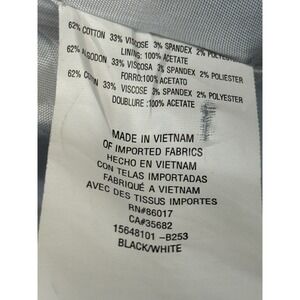 62% COTTON 33% VISCOSE 3% SPANDEX 2% POLYESTER
LINING: 100% ACETATE
62% ALGODON 33% VISCOSA 3% SPANDEX 2% POLIESTER
FORRO:100% ACETATO
62% COTON 33% VISCOSE 3% SPANDEX 2% POLYESTER
DOUBLURE :100% ACETATE
MADE IN VIETNAM
OF IMPORTED FABRICS
HECHO EN VIETNAM
CON TELAS IMPORTADAS
FABRIQUÉ A VIETNAM
AVEC DES TISSUS IMPORTES
RN#86017
CA#35682
15648101 -B253
BLACK/WHITE